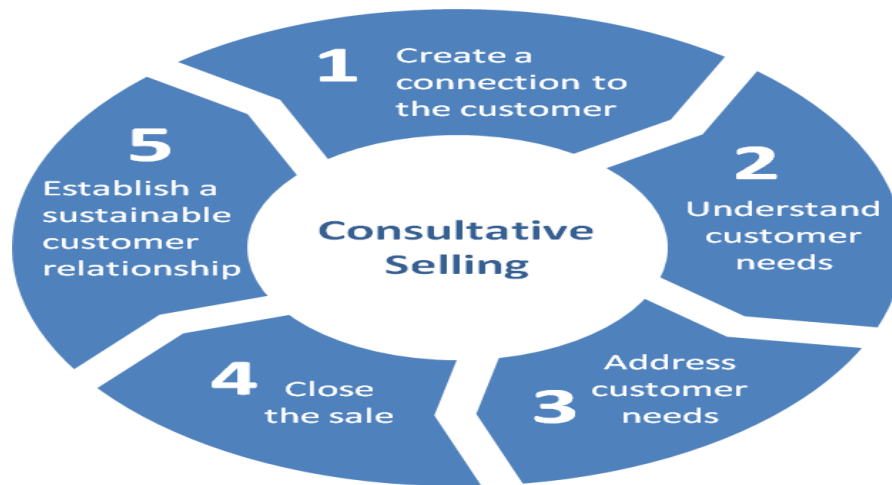 Consultative
Selling
1
Create a
connection to
the customer
2
Understand
customer
needs
3
Address
customer
needs
4
Close
the sale
5
Establish a
sustainable
customer
relationship